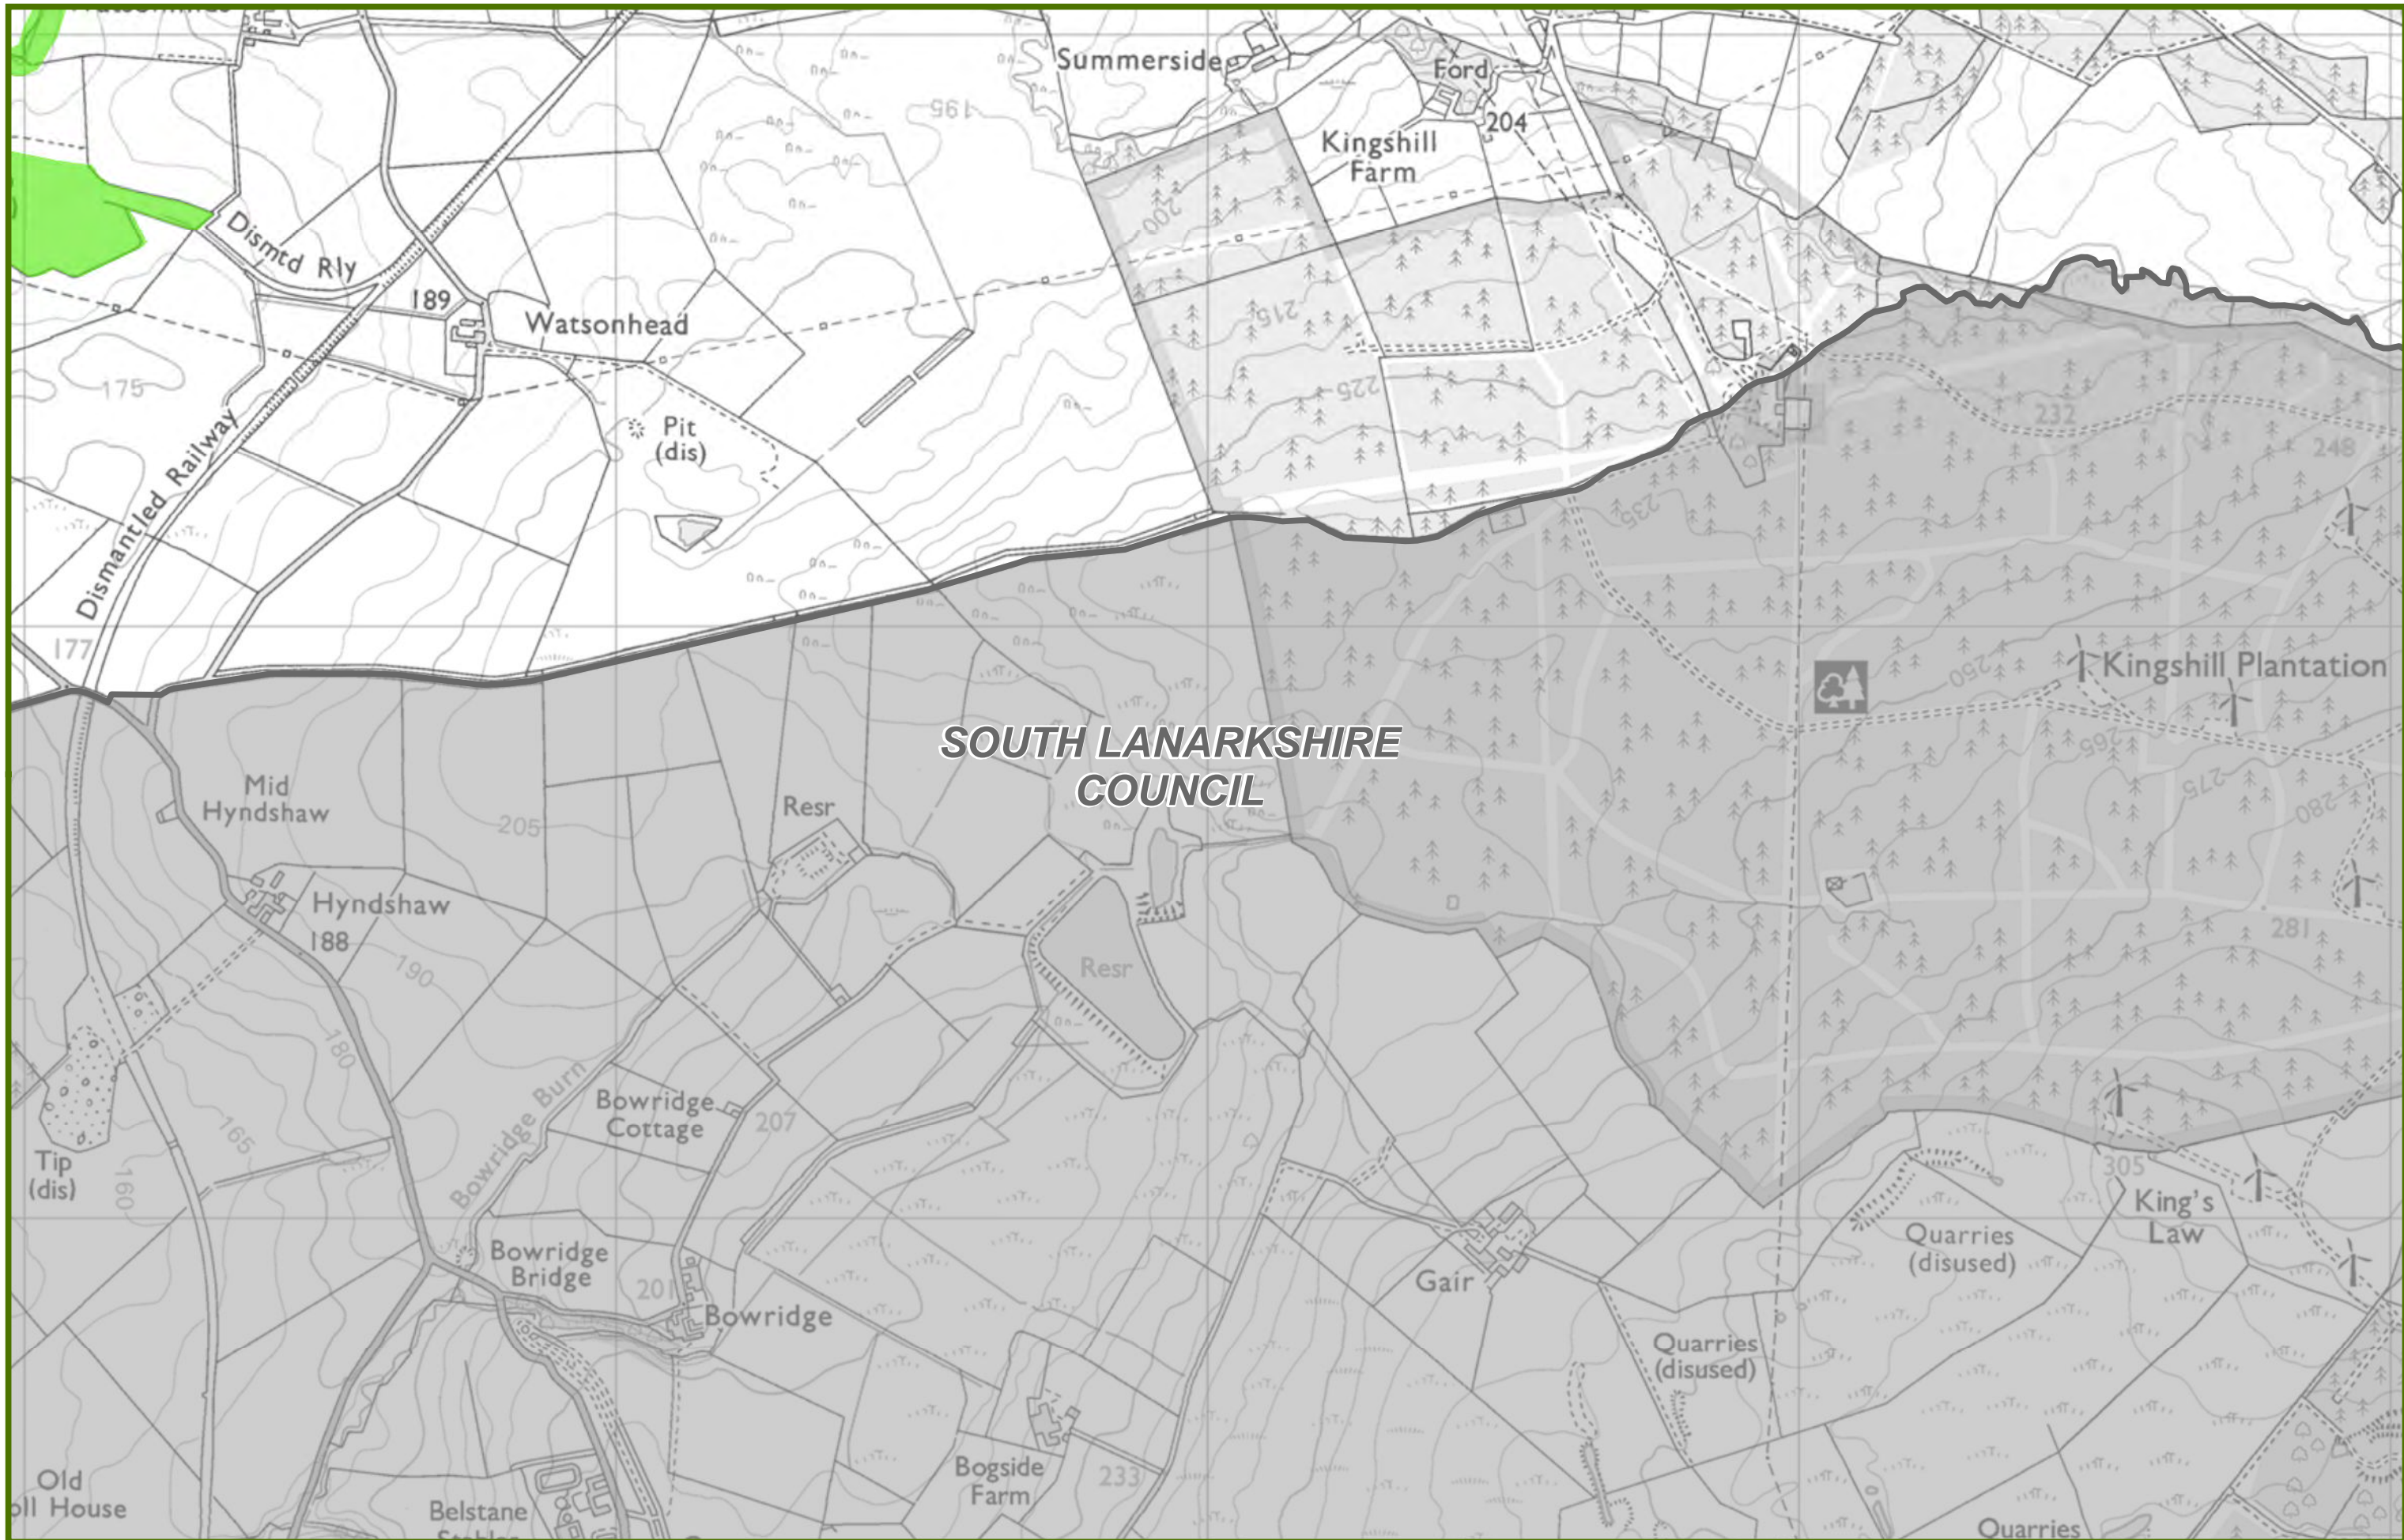 Summerside
Ford
204
Kingshill
Farm
195
200
Dismtd Rly
189
Watsonhead
215
225
175
Pit
(dis)
Dismantled Railway
232
248
235
177
Kingshill Plantation
250
265
275
280
SOUTH LANARKSHIRE
COUNCIL
Mid
Hyndshaw
205
Resr
Hyndshaw
188
190
Resr
281
180
Bowridge Burn
Bowridge
Cottage
207
165
160
Tip
(dis)
305
King's
Law
Quarries
(disused)
Bowridge
Bridge
201
Bowridge
Gair
Quarries
(disused)
Bogside
Farm
233
Old
oll House
Belstane
Quarries